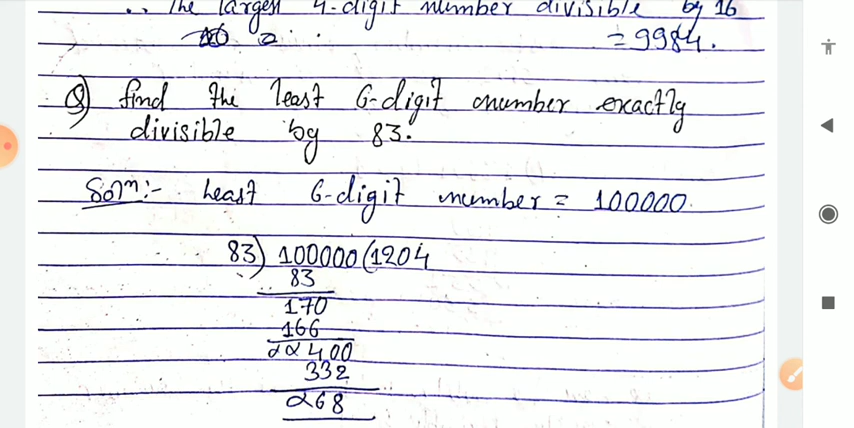 ∴ The largest 4-digit number divisible by 16
= 9984.
Q) find the least 6-digit number exactly
divisible by 83.
Solⁿ:- Least 6-digit number = 100000.
83) 100000 (1204
83
170
166
400
332
68